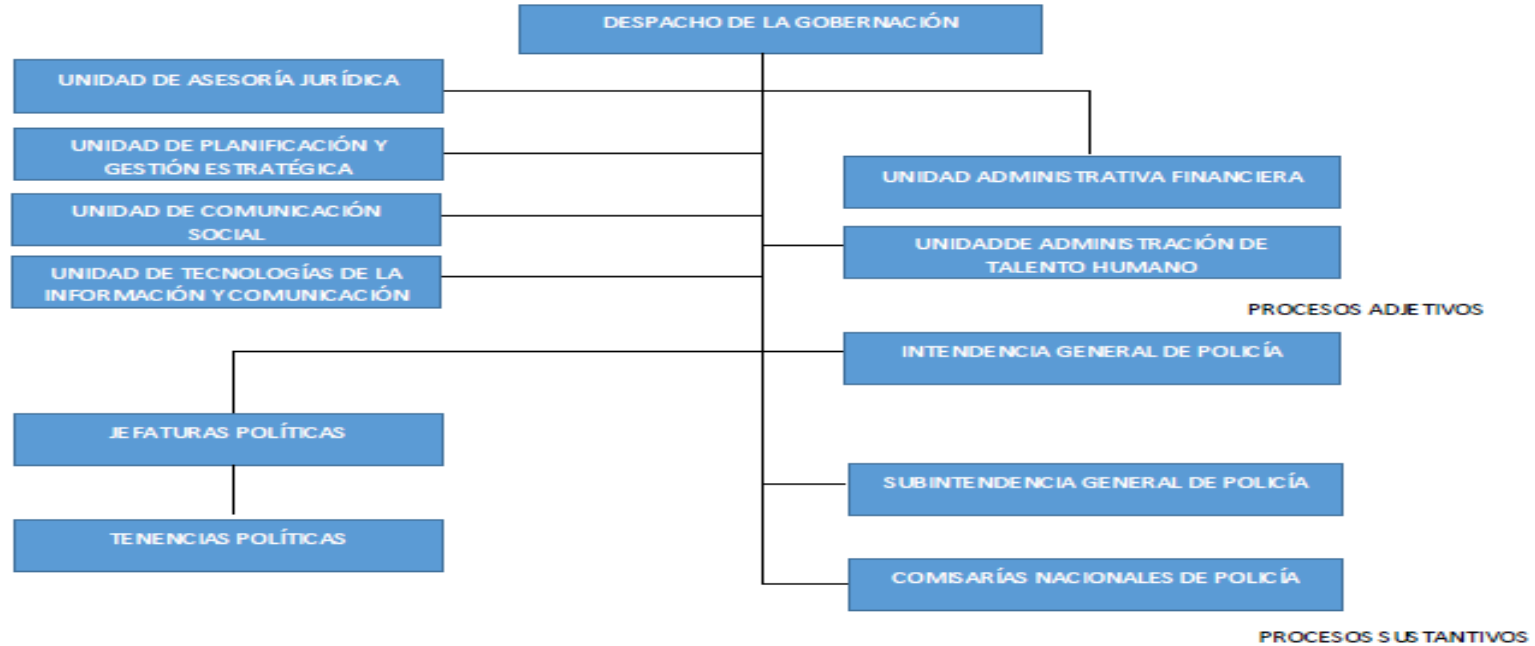 DESPACHO DE LA GOBERNACIÓN
UNIDAD DE ASESORÍA JURÍDICA
UNIDAD DE PLANIFICACIÓN Y
GESTIÓN ESTRATÉGICA
UNIDAD DE COMUNICACIÓN
SOCIAL
UNIDAD DE TECNOLOGÍAS DE LA
INFORMACIÓN Y COMUNICACIÓN
UNIDAD ADMINISTRATIVA FINANCIERA
UNIDADDE ADMINISTRACIÓN DE
TALENTO HUMANO
PROCESOS ADJETIVOS
INTENDENCIA GENERAL DE POLICÍA
JEFATURAS POLÍTICAS
SUBINTENDENCIA GENERAL DE POLICÍA
TENENCIAS POLÍTICAS
COMISARÍAS NACIONALES DE POLICÍA
PROCESOS SUSTANTIVOS